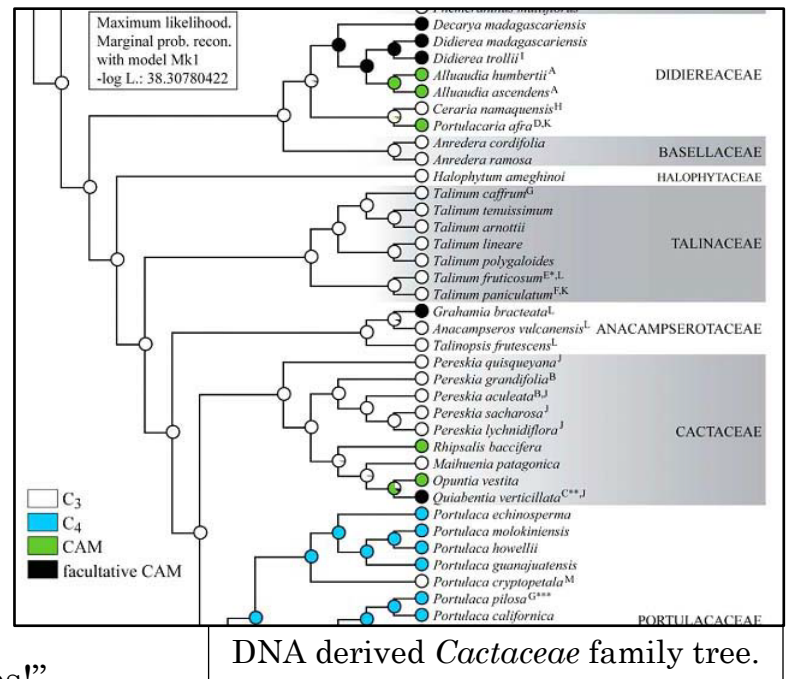 Maximum likelihood.
Marginal prob. recon.
with model Mk1
-log L.: 38.30780422
Decarya madagascariensis
Didierea madagascariensis
Didierea trollii I
Alluaudia humbertii A
DIDIEREACEAE
Alluaudia ascendens A
Ceraria namaquensis H
Portulacaria afra D,K
Anredera cordifolia
BASELLACEAE
Anredera ramosa
Halophytum ameghinoi
HALOPHYTACEAE
Talinum caffrum G
Talinum tenuissimum
Talinum arnottii
Talinum lineare
TALINACEAE
Talinum polygaloides
Talinum fruticosum E*,L
Talinum paniculatum F,K
Grahamia bracteata L
Anacampseros vulcanensis L
ANACAMPSEROTACEAE
Talinopsis frutescens L
Pereskia quisqueyana J
Pereskia grandifolia B
Pereskia aculeata B,J
Pereskia sacharosa J
Pereskia lychnidiflora J
CACTACEAE
Rhipsalis baccifera
Maihuenia patagonica
Opuntia vestita
Quiabentia verticillata C**,J
Portulaca echinosperma
Portulaca molokiniensis
Portulaca howellii
Portulaca guanajuatensis
Portulaca cryptopetala M
Portulaca pilosa G***
Portulaca californica
PORTULACACEAE
C3
C4
CAM
facultative CAM
DNA derived Cactaceae family tree.